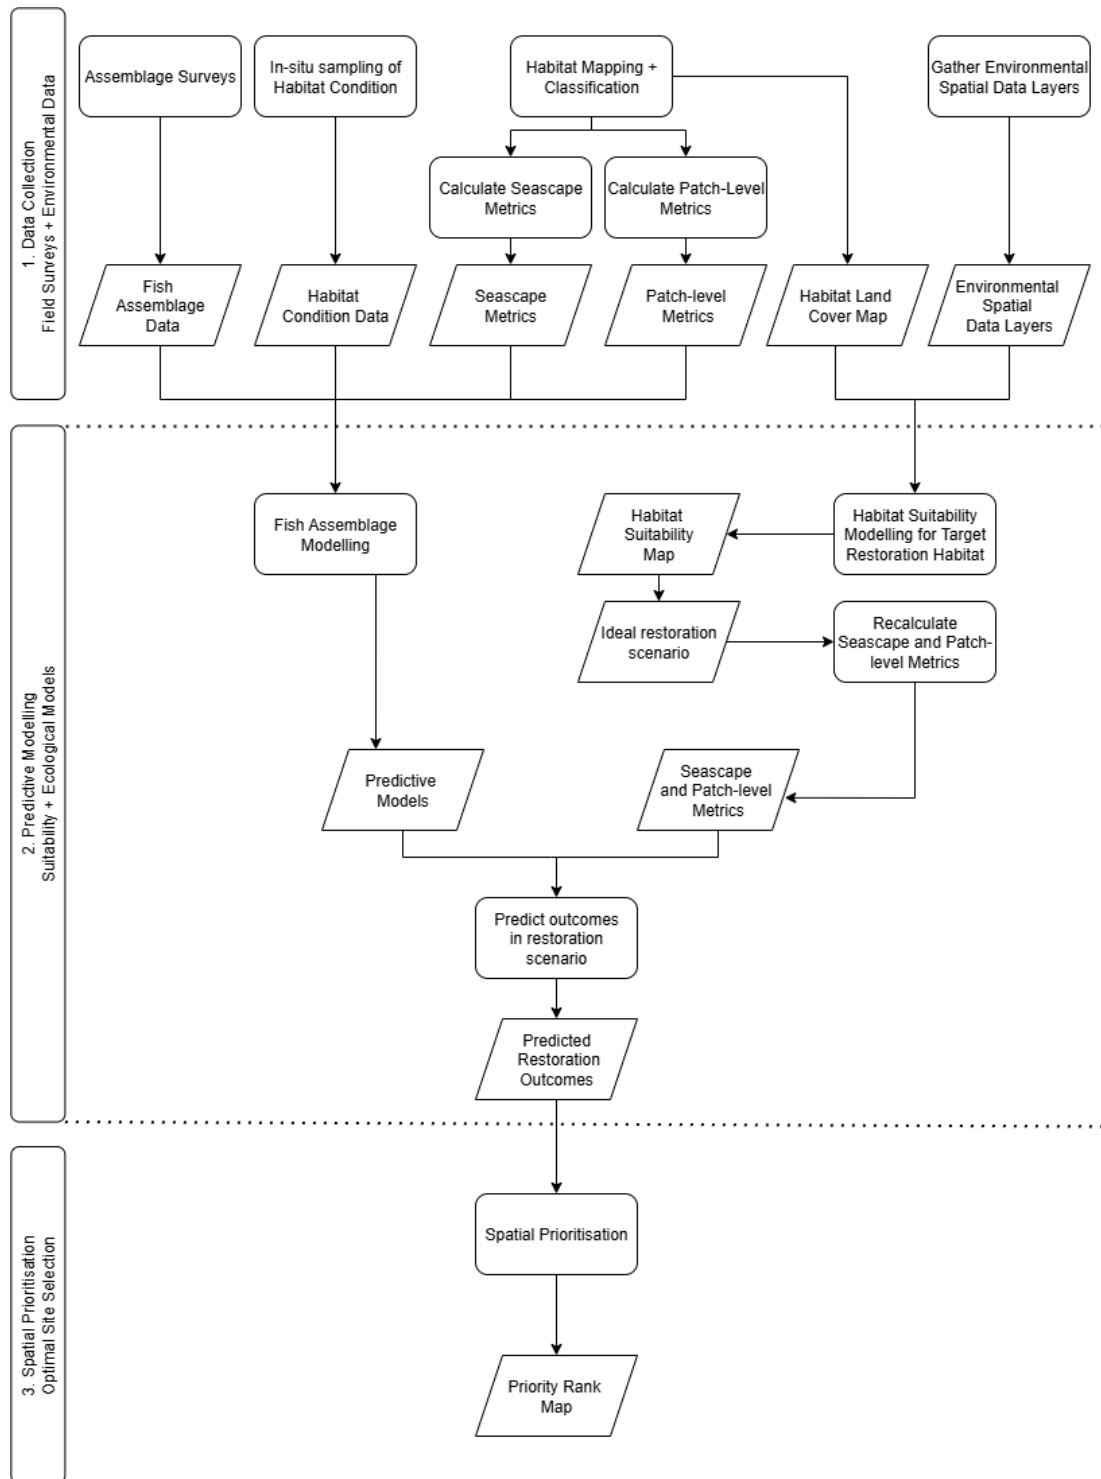 1. Data Collection
Field Surveys + Environmental Data
Assemblage Surveys
In-situ sampling of
Habitat Condition
Habitat Mapping +
Classification
Gather Environmental
Spatial Data Layers
Calculate Seascape
Metrics
Calculate Patch-Level
Metrics
Fish
Assemblage
Data
Habitat
Condition Data
Seascape
Metrics
Patch-level
Metrics
Habitat Land
Cover Map
Environmental
Spatial
Data Layers
2. Predictive Modelling
Suitability + Ecological Models
Fish Assemblage
Modelling
Habitat
Suitability
Map
Habitat Suitability
Modelling for Target
Restoration Habitat
Ideal restoration
scenario
Recalculate
Seascape and Patch-
level Metrics
Predictive
Models
Seascape
and Patch-level
Metrics
Predict outcomes
in restoration
scenario
Predicted
Restoration
Outcomes
3. Spatial Prioritisation
Optimal Site Selection
Spatial Prioritisation
Priority Rank
Map